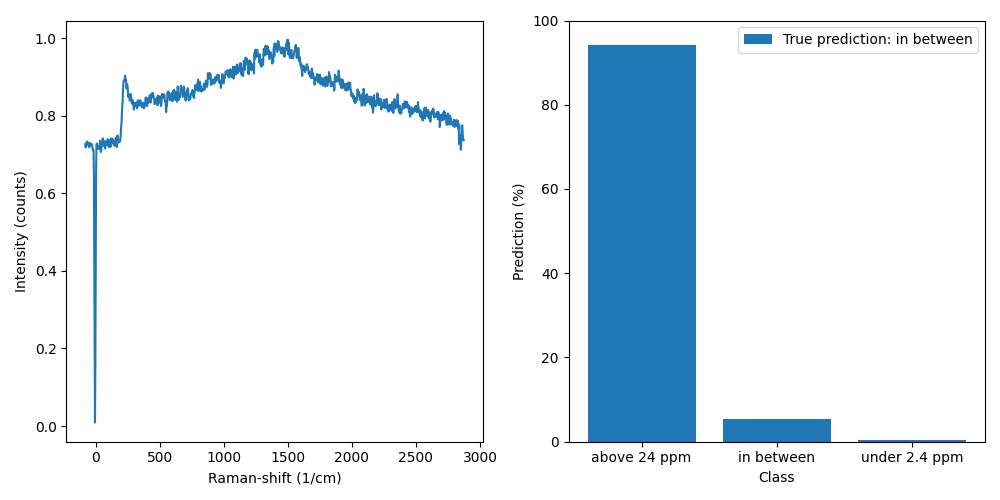 1.0
0.8
0.6
0.4
0.2
0.0
Intensity (counts)
0 500 1000 1500 2000 2500 3000
Raman-shift (1/cm)
100
80
60
40
20
0
Prediction (%)
True prediction: in between
above 24 ppm in between under 2.4 ppm
Class